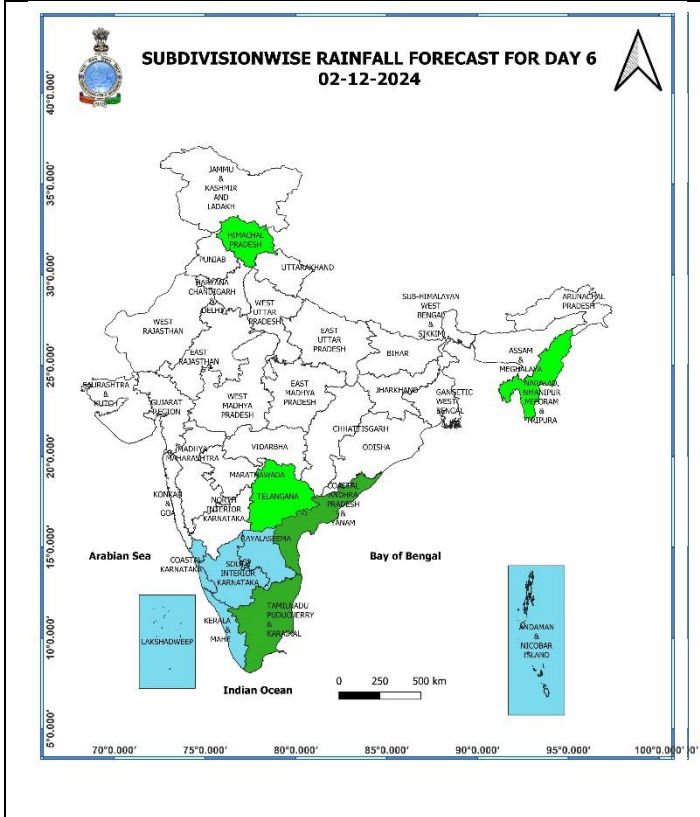 SUBDIVISIONWISE RAINFALL FORECAST FOR DAY 6
02-12-2024
40°0.000'
35°0.000'
30°0.000'
25°0.000'
20°0.000'
15°0.000'
10°0.000'
5°0.000'
JAMMU
&
KASHMIR
AND
LADAKH
HIMACHAL
PRADESH
PUNJAB
UTTARAKHAND
HARYANA
CHANDIGARH
&
DELHI
WEST
UTTAR
PRADESH
WEST
RAJASTHAN
EAST
RAJASTHAN
EAST
UTTAR
PRADESH
SUB-HIMALAYAN
WEST
BENGAL
&
SIKKIM
ARUNACHAL
PRADESH
BIHAR
ASSAM
&
MEGHALAYA
NAGALAD,
MANIPUR
MIZORAM
&
TRIPURA
SAURASHTRA
&
KUTCH
GUJARAT
REGION
WEST
MADHYA
PRADESH
EAST
MADHYA
PRADESH
JHARKHAND
GANGETIC
WEST
BENGAL
CHHATTISGARH
ODISHA
MADHYA
MAHARASHTRA
VIDARBHA
MARATHAWADA
KONKAN
&
GOA
NORTH
INTERIOR
KARNATAKA
TELANGANA
COASTAL
ANDHRA
PRADESH
&
YANAM
RAYALASEEMA
Arabian Sea
Bay of Bengal
COASTAL
KARNATAKA
SOUTH
INTERIOR
KARNATAKA
TAMILNADU
PUDUCHERRY
&
KARAIKAL
KERALA
&
MAHE
LAKSHADWEEP
ANDAMAN
&
NICOBAR
ISLAND
Indian Ocean
0 250 500 km
70°0.000' 75°0.000' 80°0.000' 85°0.000' 90°0.000' 95°0.000' 100°0.000'